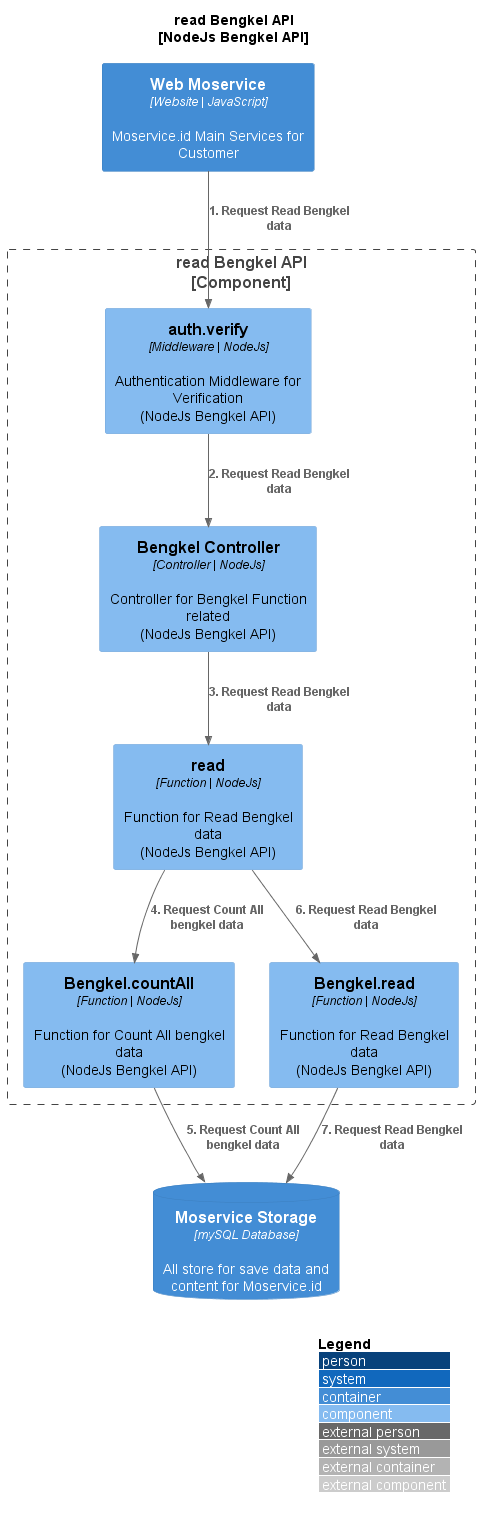 read Bengkel API
[NodeJs Bengkel API]
Web Moservice
[Website | JavaScript]
Moservice.id Main Services for
Customer
1. Request Read Bengkel
data
read Bengkel API
[Component]
auth.verify
[Middleware | NodeJs]
Authentication Middleware for
Verification
(NodeJs Bengkel API)
2. Request Read Bengkel
data
Bengkel Controller
[Controller | NodeJs]
Controller for Bengkel Function
related
(NodeJs Bengkel API)
3. Request Read Bengkel
data
read
[Function | NodeJs]
Function for Read Bengkel
data
(NodeJs Bengkel API)
4. Request Count All
bengkel data
6. Request Read Bengkel
data
Bengkel.countAll
[Function | NodeJs]
Function for Count All bengkel
data
(NodeJs Bengkel API)
Bengkel.read
[Function | NodeJs]
Function for Read Bengkel
data
(NodeJs Bengkel API)
5. Request Count All
bengkel data
7. Request Read Bengkel
data
Moservice Storage
[mySQL Database]
All store for save data and
content for Moservice.id
Legend
person
system
container
component
external person
external system
external container
external component